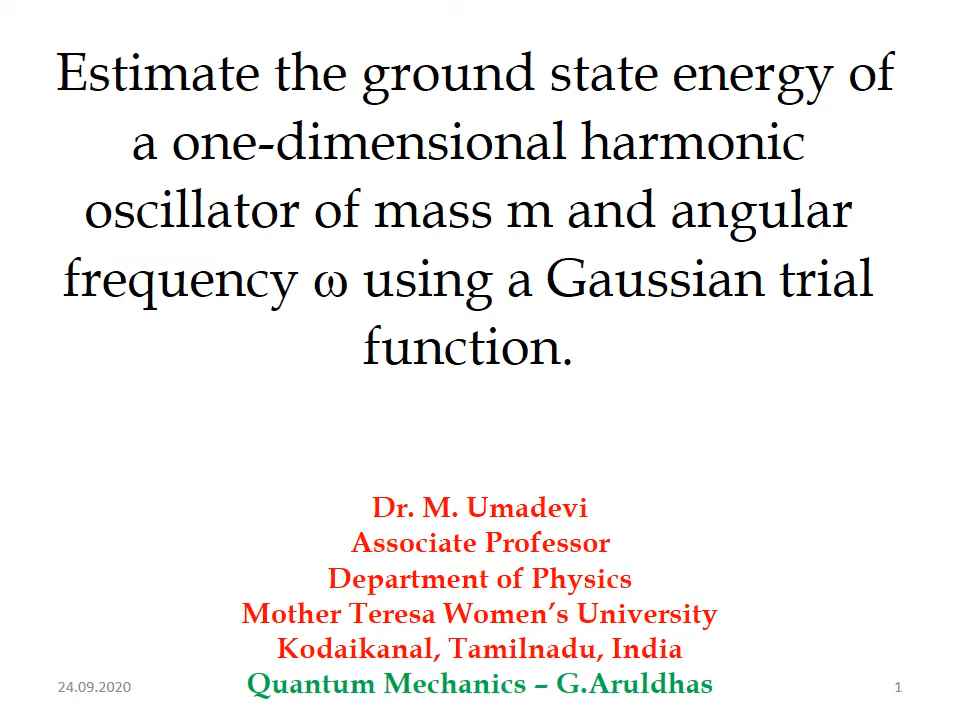 Estimate the ground state energy of
a one-dimensional harmonic
oscillator of mass m and angular
frequency ω using a Gaussian trial
function.
Dr. M. Umadevi
Associate Professor
Department of Physics
Mother Teresa Women’s University
Kodaikanal, Tamilnadu, India
24.09.2020 Quantum Mechanics – G.Aruldhas 1